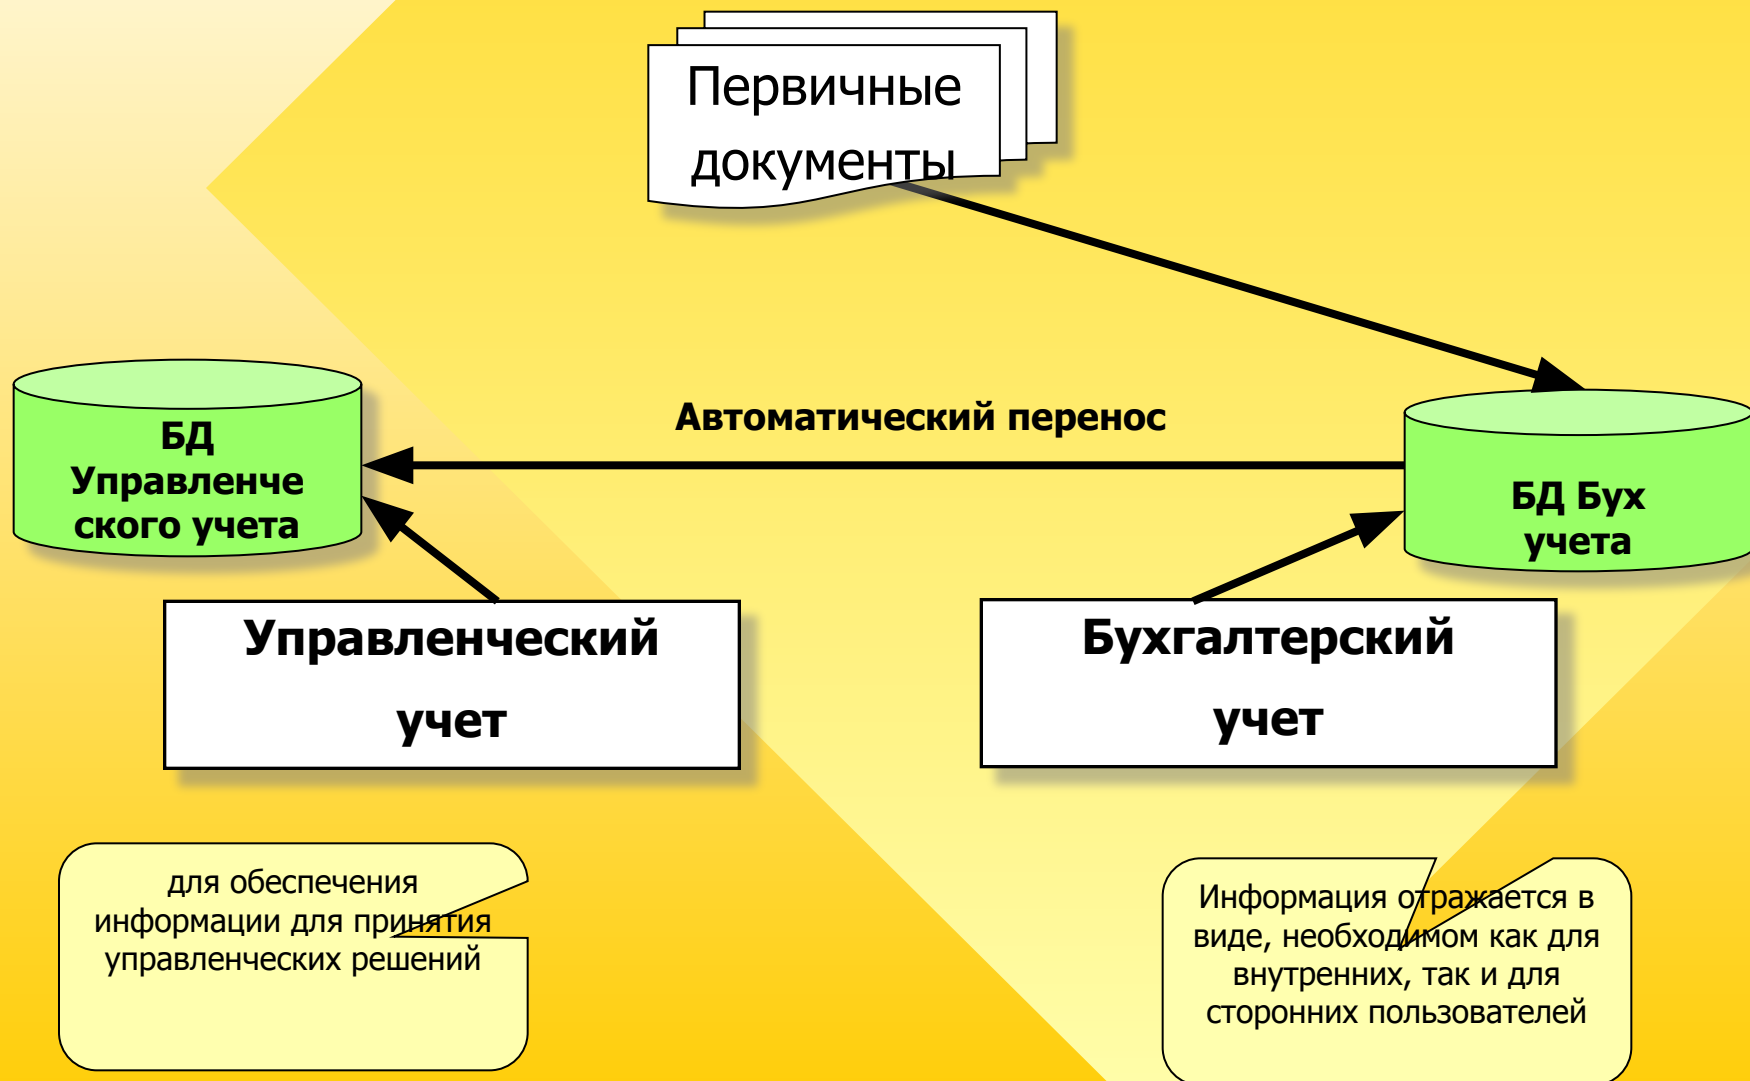 Первичные
документы
Автоматический перенос
БД
Управленче
ского учета
БД Бух
учета
Управленческий
учет
Бухгалтерский
учет
для обеспечения
информации для принятия
управленческих решений
Информация отражается в
виде, необходимом как для
внутренних, так и для
сторонних пользователей